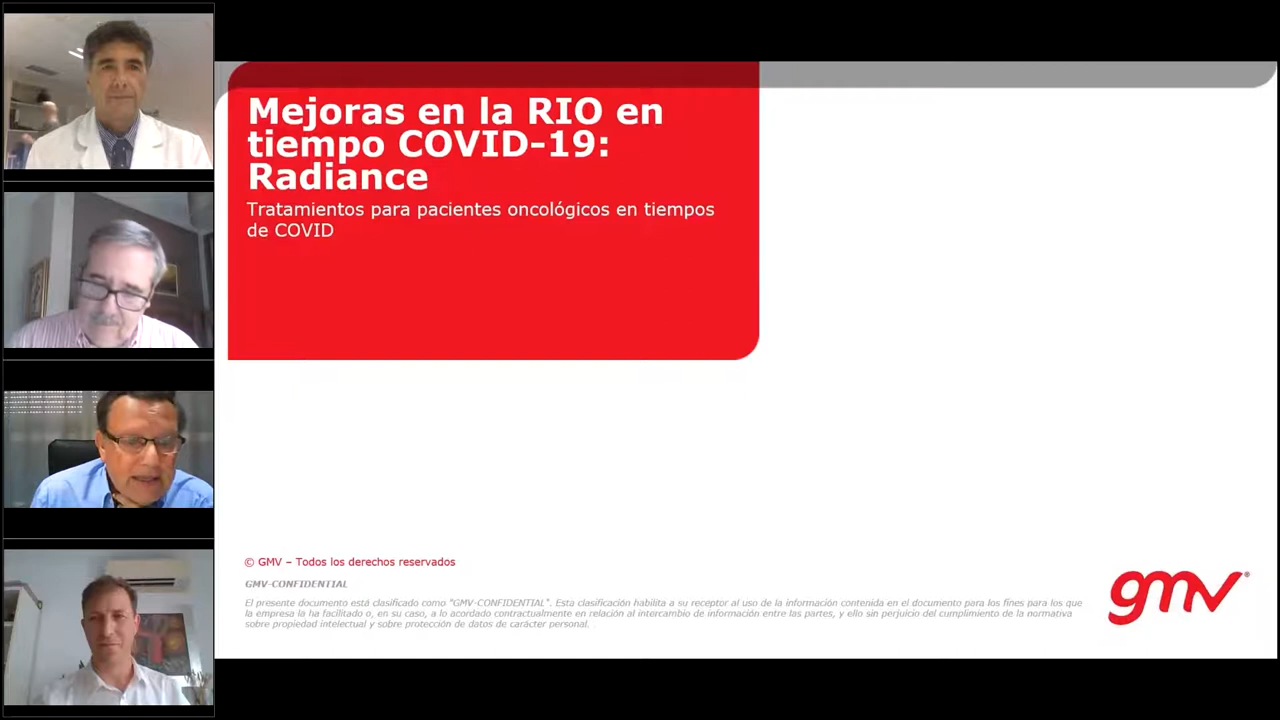 Mejoras en la RIO en
tiempo COVID-19:
Radiance
Tratamientos para pacientes oncológicos en tiempos
de COVID
© GMV – Todos los derechos reservados
GMV-CONFIDENTIAL
El presente documento está clasificado como "GMV-CONFIDENTIAL". Esta clasificación habilita a su receptor al uso de la información contenida en el documento para los fines para los que
la empresa la ha facilitado o, en su caso, a lo acordado contractualmente en relación al intercambio de información entre las partes, y ello sin perjuicio del cumplimiento de la normativa
sobre propiedad intelectual y sobre protección de datos de carácter personal.
gmv®